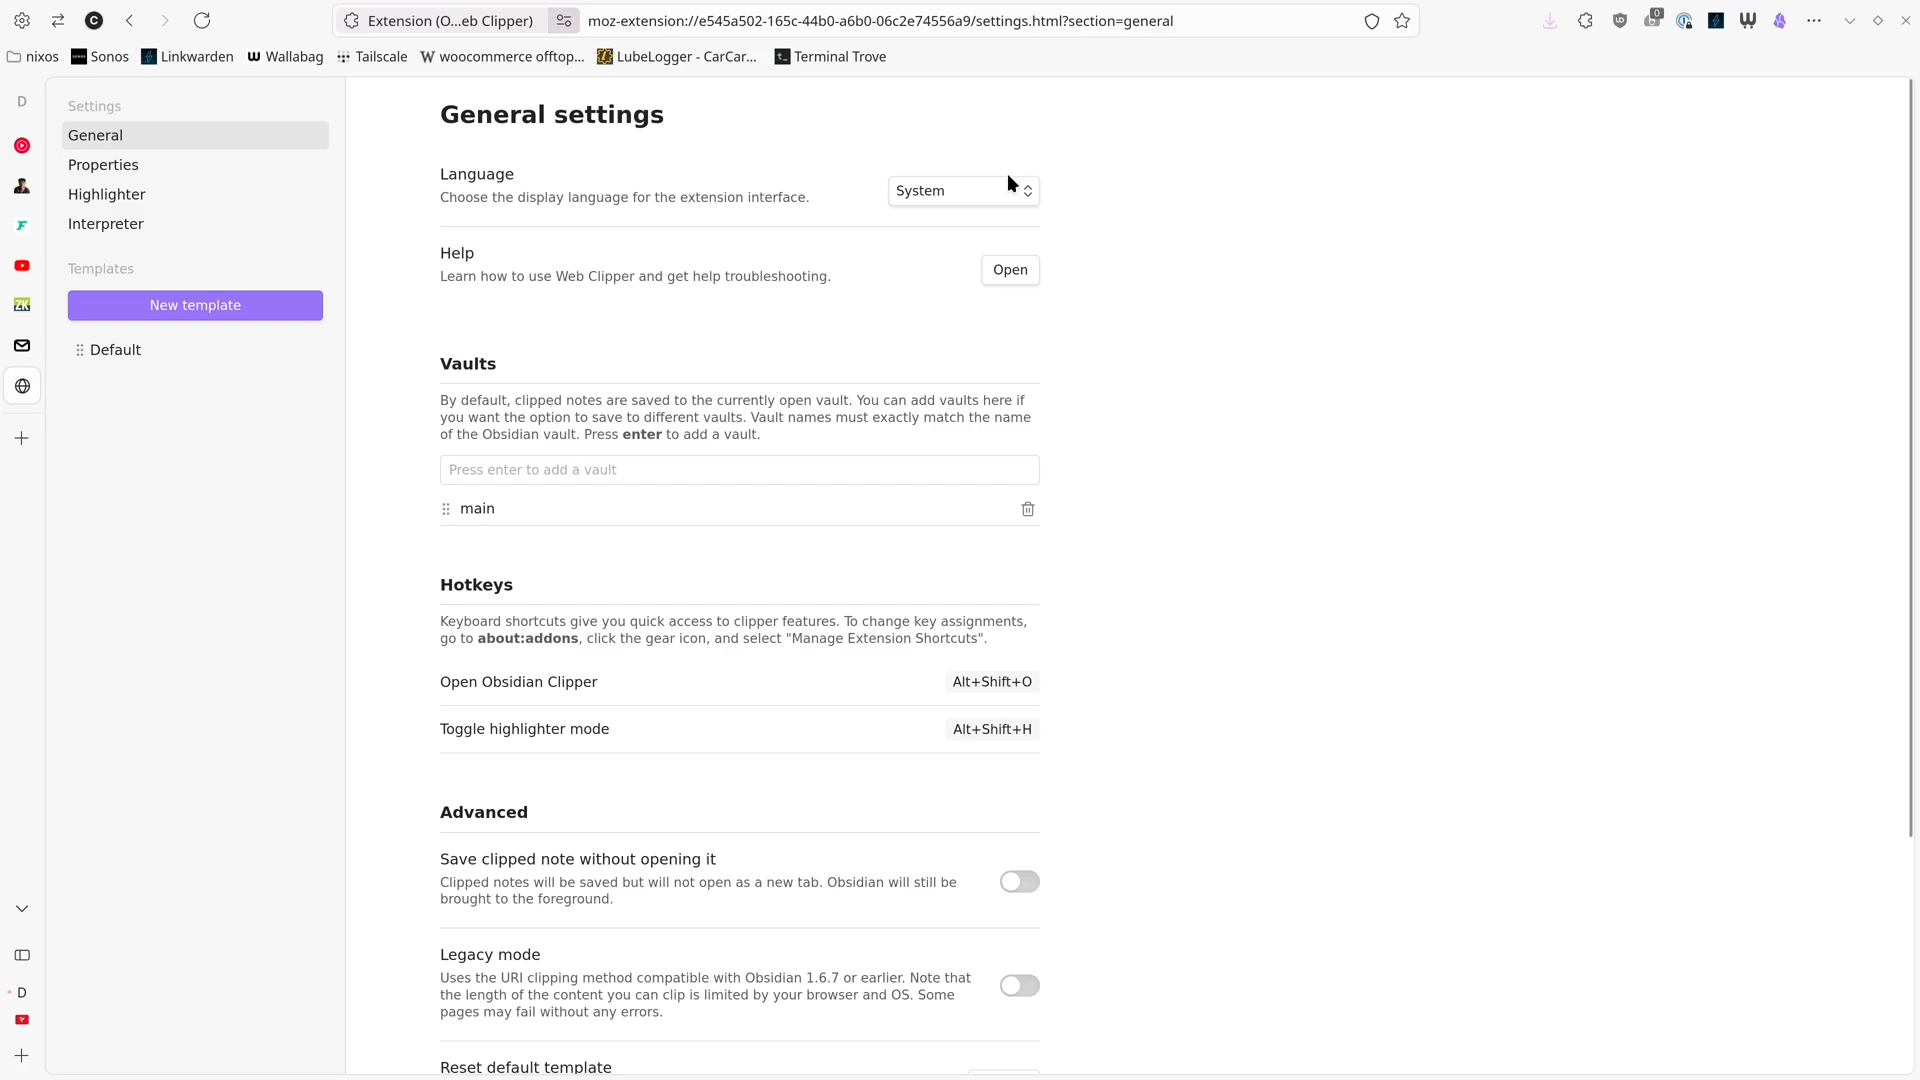 Extension (O...eb Clipper)
moz-extension://e545a502-165c-44b0-a6b0-06c2e74556a9/settings.html?section=general
0
nixos
Sonos
Linkwarden
Wallabag
Tailscale
woocommerce offtop...
LubeLogger - CarCar...
Terminal Trove
D
ZK
D
Settings
General
Properties
Highlighter
Interpreter
Templates
New template
Default
General settings
Language
Choose the display language for the extension interface.
System
Help
Learn how to use Web Clipper and get help troubleshooting.
Open
Vaults
By default, clipped notes are saved to the currently open vault. You can add vaults here if
you want the option to save to different vaults. Vault names must exactly match the name
of the Obsidian vault. Press enter to add a vault.
Press enter to add a vault
main
Hotkeys
Keyboard shortcuts give you quick access to clipper features. To change key assignments,
go to about:addons, click the gear icon, and select "Manage Extension Shortcuts".
Open Obsidian Clipper
Alt+Shift+O
Toggle highlighter mode
Alt+Shift+H
Advanced
Save clipped note without opening it
Clipped notes will be saved but will not open as a new tab. Obsidian will still be
brought to the foreground.
Legacy mode
Uses the URI clipping method compatible with Obsidian 1.6.7 or earlier. Note that
the length of the content you can clip is limited by your browser and OS. Some
pages may fail without any errors.
Reset default template